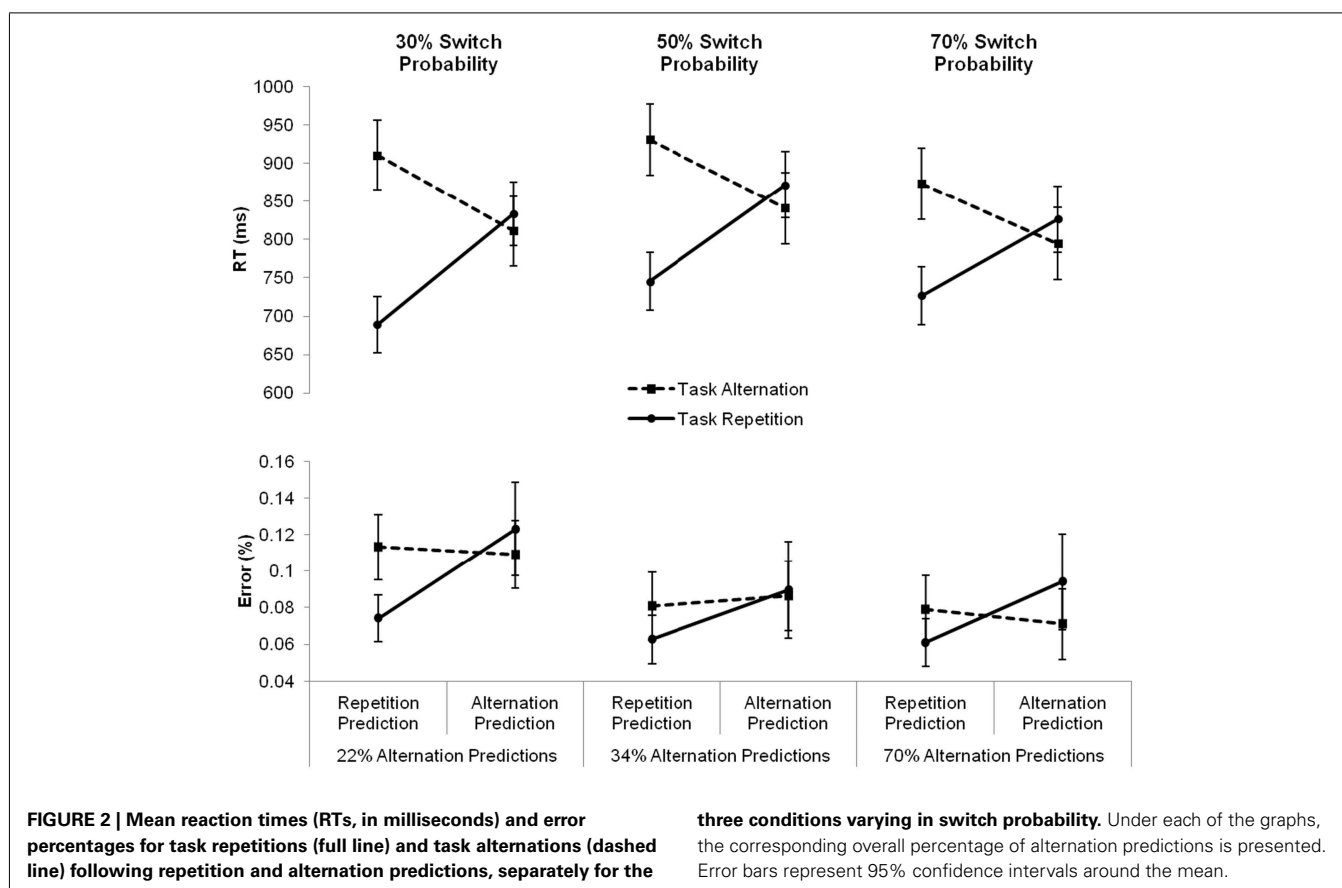 30% Switch
Probability
50% Switch
Probability
70% Switch
Probability
1000
950
900
850
800
750
700
650
600
RT (ms)
Task Alternation
Task Repetition
0.16
0.14
0.12
0.1
0.08
0.06
0.04
Error (%)
Repetition
Prediction
Alternation
Prediction
Repetition
Prediction
Alternation
Prediction
Repetition
Prediction
Alternation
Prediction
22% Alternation Predictions
34% Alternation Predictions
70% Alternation Predictions
FIGURE 2 | Mean reaction times (RTs, in milliseconds) and error
percentages for task repetitions (full line) and task alternations (dashed
line) following repetition and alternation predictions, separately for the
three conditions varying in switch probability. Under each of the graphs,
the corresponding overall percentage of alternation predictions is presented.
Error bars represent 95% confidence intervals around the mean.